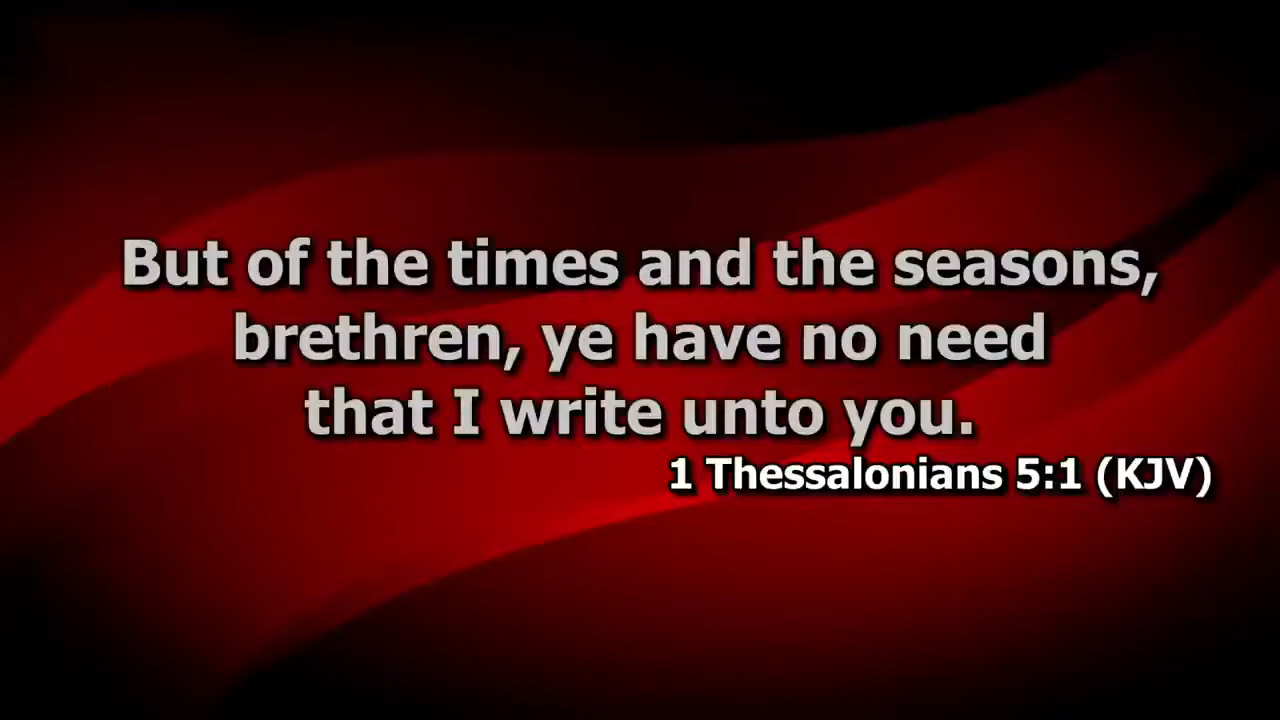 But of the times and the seasons,
brethren, ye have no need
that I write unto you.
1 Thessalonians 5:1 (KJV)